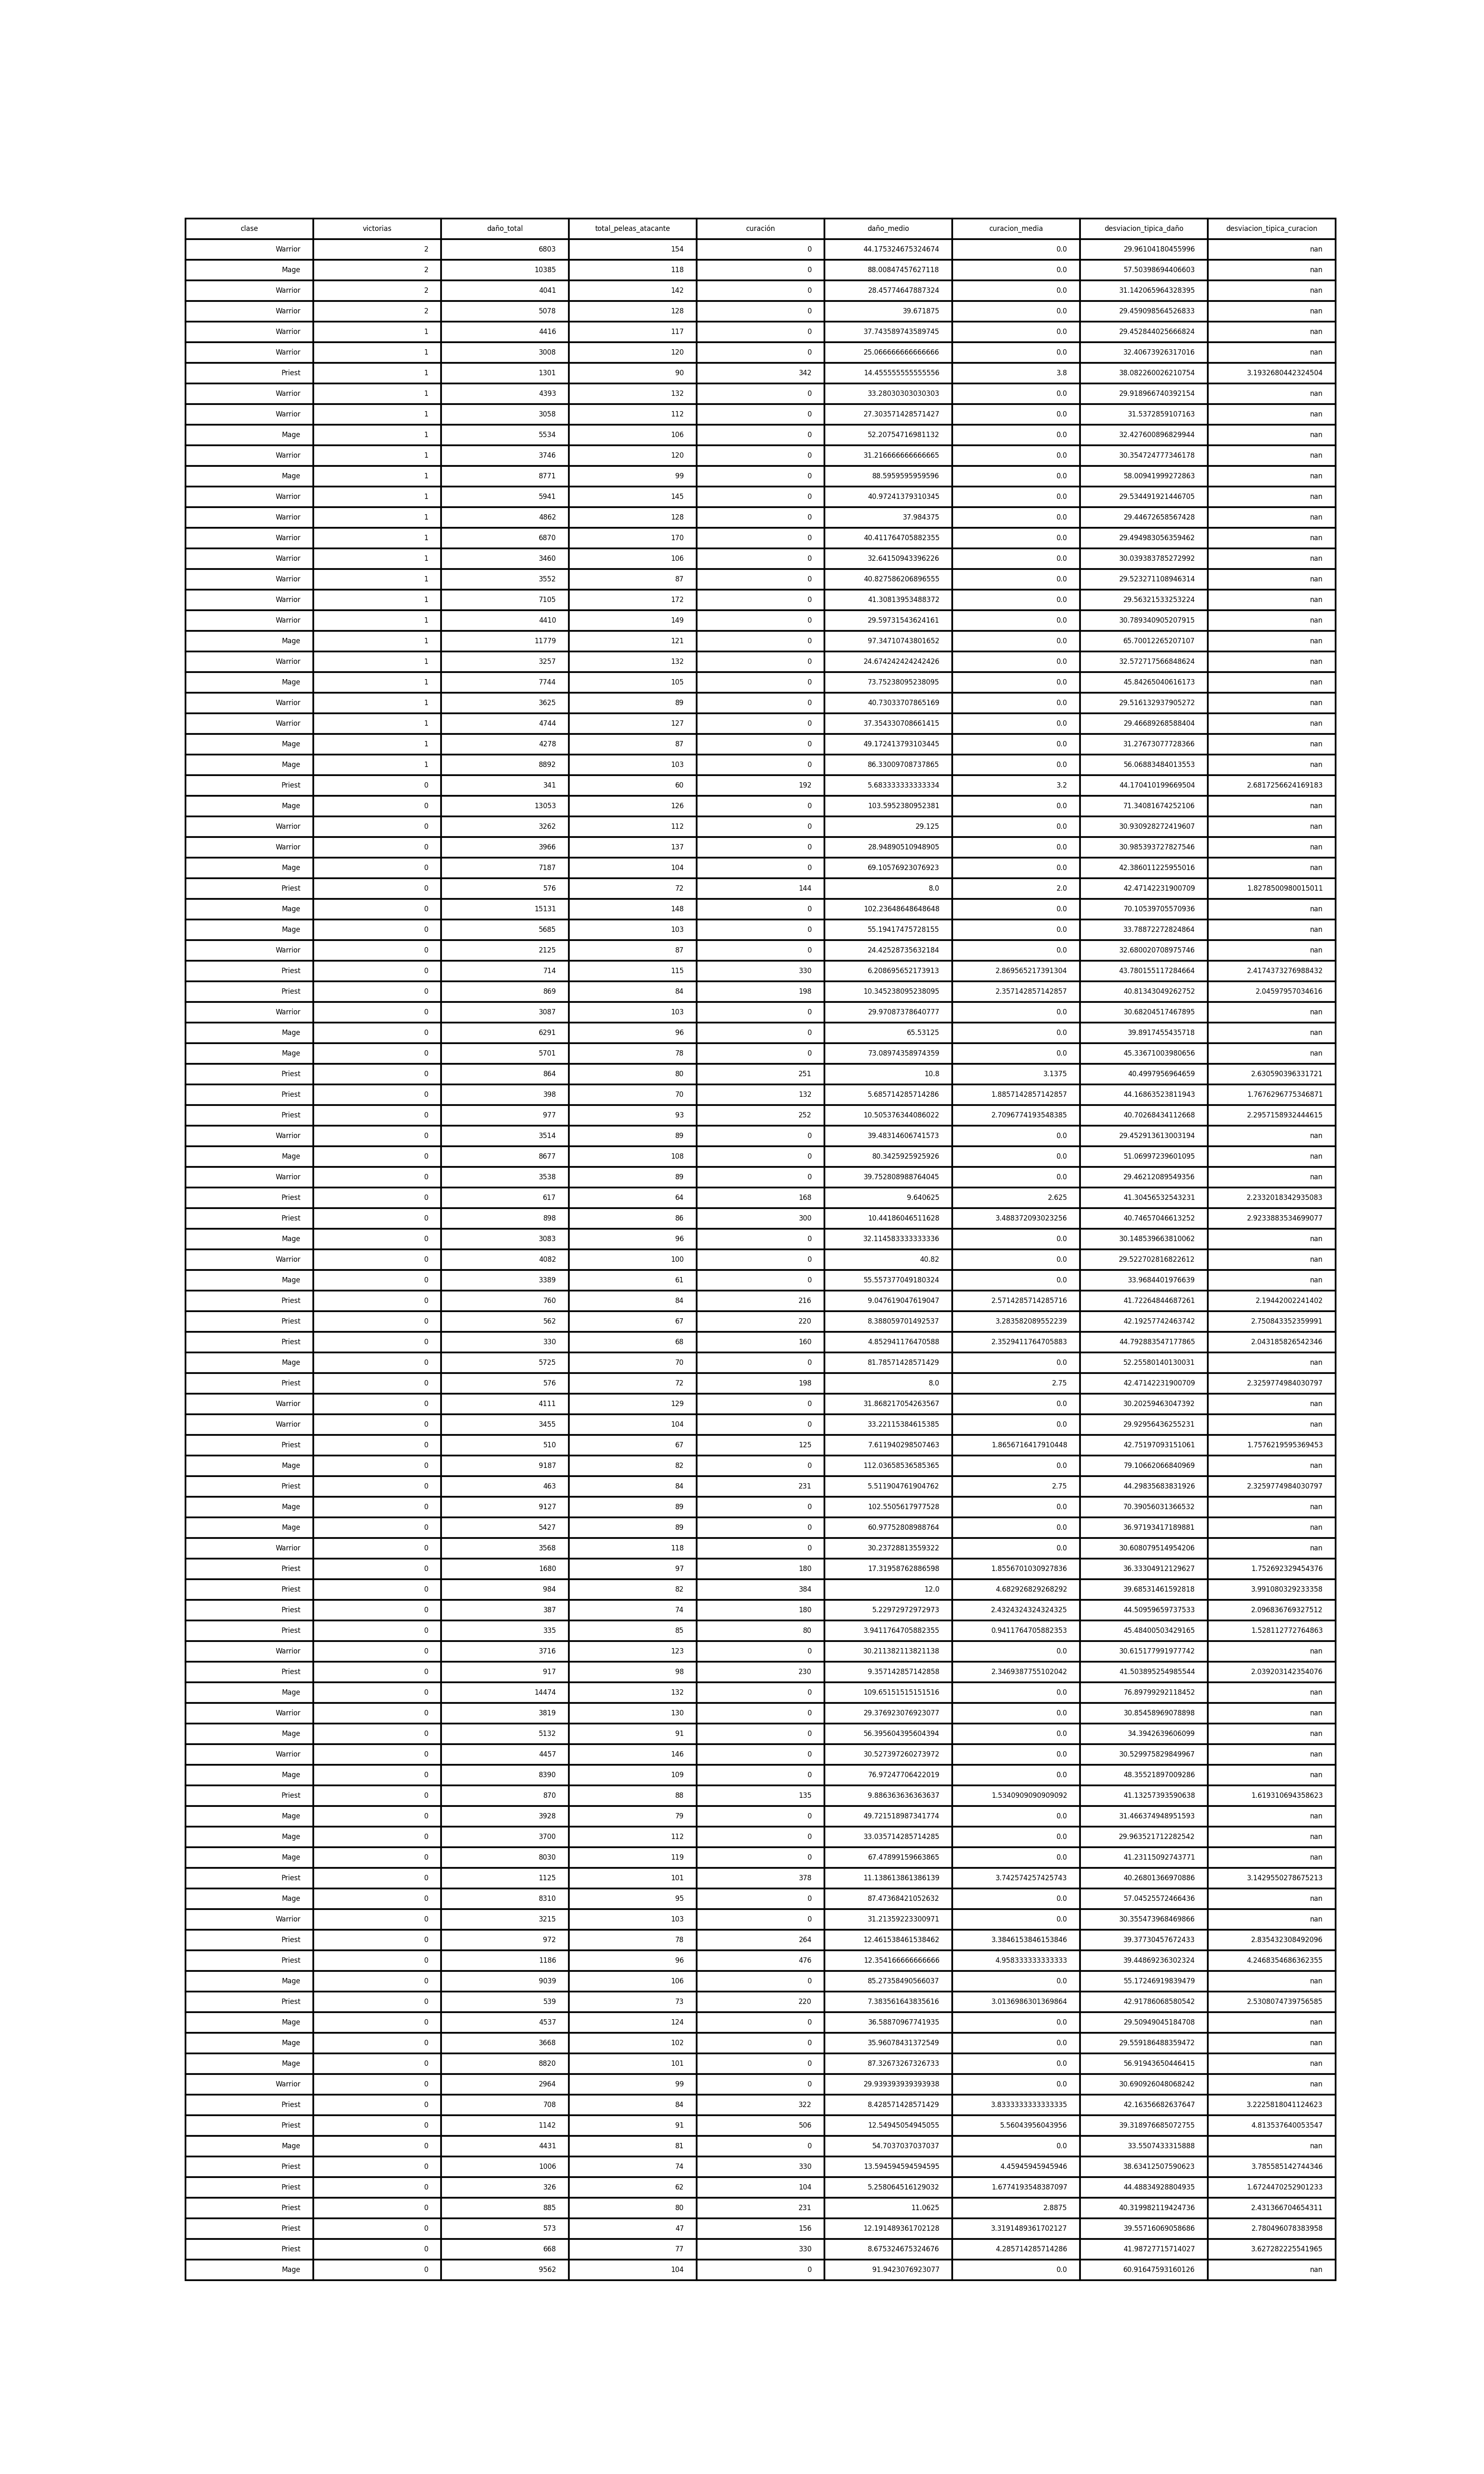 clase victorias daño_total total_peleas_atacante curación daño_medio curacion_media desviacion_tipica_daño desviacion_tipica_curacion
Warrior 2 6803 154 0 44.175324675324674 0.0 29.96104180455996 nan
Mage 2 10385 118 0 88.00847457627118 0.0 57.50398694406603 nan
Warrior 2 4041 142 0 28.45774647887324 0.0 31.142065964328395 nan
Warrior 2 5078 128 0 39.671875 0.0 29.459098564526833 nan
Warrior 1 4416 117 0 37.743589743589745 0.0 29.452844025666824 nan
Warrior 1 3008 120 0 25.066666666666666 0.0 32.40673926317016 nan
Priest 1 1301 90 342 14.455555555555556 3.8 38.082260026210754 3.1932680442324504
Warrior 1 4393 132 0 33.28030303030303 0.0 29.918966740392154 nan
Warrior 1 3058 112 0 27.303571428571427 0.0 31.5372859107163 nan
Mage 1 5534 106 0 52.20754716981132 0.0 32.427600896829944 nan
Warrior 1 3746 120 0 31.216666666666665 0.0 30.354724777346178 nan
Mage 1 8771 99 0 88.5959595959596 0.0 58.00941999272863 nan
Warrior 1 5941 145 0 40.97241379310345 0.0 29.534491921446705 nan
Warrior 1 4862 128 0 37.984375 0.0 29.44672658567428 nan
Warrior 1 6870 170 0 40.411764705882355 0.0 29.494983056359462 nan
Warrior 1 3460 106 0 32.64150943396226 0.0 30.039383785272992 nan
Warrior 1 3552 87 0 40.827586206896555 0.0 29.523271108946314 nan
Warrior 1 7105 172 0 41.30813953488372 0.0 29.56321533253224 nan
Warrior 1 4410 149 0 29.59731543624161 0.0 30.789340905207915 nan
Mage 1 11779 121 0 97.34710743801652 0.0 65.70012265207107 nan
Warrior 1 3257 132 0 24.674242424242426 0.0 32.572717566848624 nan
Mage 1 7744 105 0 73.75238095238095 0.0 45.84265040616173 nan
Warrior 1 3625 89 0 40.73033707865169 0.0 29.516132937905272 nan
Warrior 1 4744 127 0 37.354330708661415 0.0 29.46689268588404 nan
Mage 1 4278 87 0 49.172413793103445 0.0 31.27673077728366 nan
Mage 1 8892 103 0 86.33009708737865 0.0 56.06883484013553 nan
Priest 0 341 60 192 5.683333333333334 3.2 44.170410199669504 2.6817256624169183
Mage 0 13053 126 0 103.5952380952381 0.0 71.34081674252106 nan
Warrior 0 3262 112 0 29.125 0.0 30.930928272419607 nan
Warrior 0 3966 137 0 28.94890510948905 0.0 30.985393727827546 nan
Mage 0 7187 104 0 69.10576923076923 0.0 42.386011225955016 nan
Priest 0 576 72 144 8.0 2.0 42.47142231900709 1.8278500980015011
Mage 0 15131 148 0 102.23648648648648 0.0 70.10539705570936 nan
Mage 0 5685 103 0 55.19417475728155 0.0 33.78872272824864 nan
Warrior 0 2125 87 0 24.42528735632184 0.0 32.680020708975746 nan
Priest 0 714 115 330 6.208695652173913 2.869565217391304 43.780155117284664 2.4174373276988432
Priest 0 869 84 198 10.345238095238095 2.357142857142857 40.81343049262752 2.04597957034616
Warrior 0 3087 103 0 29.97087378640777 0.0 30.68204517467895 nan
Mage 0 6291 96 0 65.53125 0.0 39.8917455435718 nan
Mage 0 5701 78 0 73.08974358974359 0.0 45.33671003980656 nan
Priest 0 864 80 251 10.8 3.1375 40.4997956964659 2.630590396331721
Priest 0 398 70 132 5.685714285714286 1.8857142857142857 44.16863523811943 1.7676296775346871
Priest 0 977 93 252 10.505376344086022 2.7096774193548385 40.70268434112668 2.2957158932444615
Warrior 0 3514 89 0 39.48314606741573 0.0 29.452913613003194 nan
Mage 0 8677 108 0 80.3425925925926 0.0 51.06997239601095 nan
Warrior 0 3538 89 0 39.752808988764045 0.0 29.46212089549356 nan
Priest 0 617 64 168 9.640625 2.625 41.30456532543231 2.2332018342935083
Priest 0 898 86 300 10.44186046511628 3.488372093023256 40.74657046613252 2.9233883534699077
Mage 0 3083 96 0 32.114583333333336 0.0 30.148539663810062 nan
Warrior 0 4082 100 0 40.82 0.0 29.522702816822612 nan
Mage 0 3389 61 0 55.557377049180324 0.0 33.9684401976639 nan
Priest 0 760 84 216 9.047619047619047 2.5714285714285716 41.72264844687261 2.19442002241402
Priest 0 562 67 220 8.388059701492537 3.283582089552239 42.19257742463742 2.750843352359991
Priest 0 330 68 160 4.852941176470588 2.3529411764705883 44.792883547177865 2.043185826542346
Mage 0 5725 70 0 81.78571428571429 0.0 52.25580140130031 nan
Priest 0 576 72 198 8.0 2.75 42.47142231900709 2.3259774984030797
Warrior 0 4111 129 0 31.868217054263567 0.0 30.20259463047392 nan
Warrior 0 3455 104 0 33.22115384615385 0.0 29.92956436255231 nan
Priest 0 510 67 125 7.611940298507463 1.8656716417910448 42.75197093151061 1.7576219595369453
Mage 0 9187 82 0 112.03658536585365 0.0 79.10662066840969 nan
Priest 0 463 84 231 5.511904761904762 2.75 44.29835683831926 2.3259774984030797
Mage 0 9127 89 0 102.5505617977528 0.0 70.39056031366532 nan
Mage 0 5427 89 0 60.97752808988764 0.0 36.97193417189881 nan
Warrior 0 3568 118 0 30.23728813559322 0.0 30.608079514954206 nan
Priest 0 1680 97 180 17.31958762886598 1.8556701030927836 36.33304912129627 1.752692329454376
Priest 0 984 82 384 12.0 4.682926829268292 39.68531461592818 3.991080329233358
Priest 0 387 74 180 5.22972972972973 2.4324324324324325 44.50959659737533 2.096836769327512
Priest 0 335 85 80 3.9411764705882355 0.9411764705882353 45.48400503429165 1.528112772764863
Warrior 0 3716 123 0 30.211382113821138 0.0 30.615177991977742 nan
Priest 0 917 98 230 9.357142857142858 2.3469387755102042 41.503895254985544 2.039203142354076
Mage 0 14474 132 0 109.65151515151516 0.0 76.89799292118452 nan
Warrior 0 3819 130 0 29.376923076923077 0.0 30.85458969078898 nan
Mage 0 5132 91 0 56.395604395604394 0.0 34.3942639606099 nan
Warrior 0 4457 146 0 30.527397260273972 0.0 30.529975829849967 nan
Mage 0 8390 109 0 76.97247706422019 0.0 48.35521897009286 nan
Priest 0 870 88 135 9.886363636363637 1.5340909090909092 41.13257393590638 1.619310694358623
Mage 0 3928 79 0 49.721518987341774 0.0 31.466374948951593 nan
Mage 0 3700 112 0 33.035714285714285 0.0 29.963521712282542 nan
Mage 0 8030 119 0 67.47899159663865 0.0 41.23115092743771 nan
Priest 0 1125 101 378 11.138613861386139 3.742574257425743 40.26801366970886 3.1429550278675213
Mage 0 8310 95 0 87.47368421052632 0.0 57.04525572466436 nan
Warrior 0 3215 103 0 31.21359223300971 0.0 30.355473968469866 nan
Priest 0 972 78 264 12.461538461538462 3.3846153846153846 39.37730457672433 2.835432308492096
Priest 0 1186 96 476 12.354166666666666 4.958333333333333 39.44869236302324 4.2468354686362355
Mage 0 9039 106 0 85.27358490566037 0.0 55.17246919839479 nan
Priest 0 539 73 220 7.383561643835616 3.0136986301369864 42.91786068580542 2.5308074739756585
Mage 0 4537 124 0 36.58870967741935 0.0 29.50949045184708 nan
Mage 0 3668 102 0 35.96078431372549 0.0 29.559186488359472 nan
Mage 0 8820 101 0 87.32673267326733 0.0 56.91943650446415 nan
Warrior 0 2964 99 0 29.939393939393938 0.0 30.690926048068242 nan
Priest 0 708 84 322 8.428571428571429 3.8333333333333335 42.16356682637647 3.2225818041124623
Priest 0 1142 91 506 12.54945054945055 5.56043956043956 39.318976685072755 4.813537640053547
Mage 0 4431 81 0 54.7037037037037 0.0 33.5507433315888 nan
Priest 0 1006 74 330 13.594594594594595 4.45945945945946 38.63412507590623 3.785585142744346
Priest 0 326 62 104 5.258064516129032 1.6774193548387097 44.48834928804935 1.6724470252901233
Priest 0 885 80 231 11.0625 2.8875 40.319982119424736 2.431366704654311
Priest 0 573 47 156 12.191489361702128 3.3191489361702127 39.55716069058686 2.780496078383958
Priest 0 668 77 330 8.675324675324676 4.285714285714286 41.98727715714027 3.627282225541965
Mage 0 9562 104 0 91.9423076923077 0.0 60.91647593160126 nan